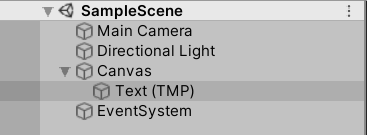 SampleScene
Main Camera
Directional Light
Canvas
Text (TMP)
EventSystem